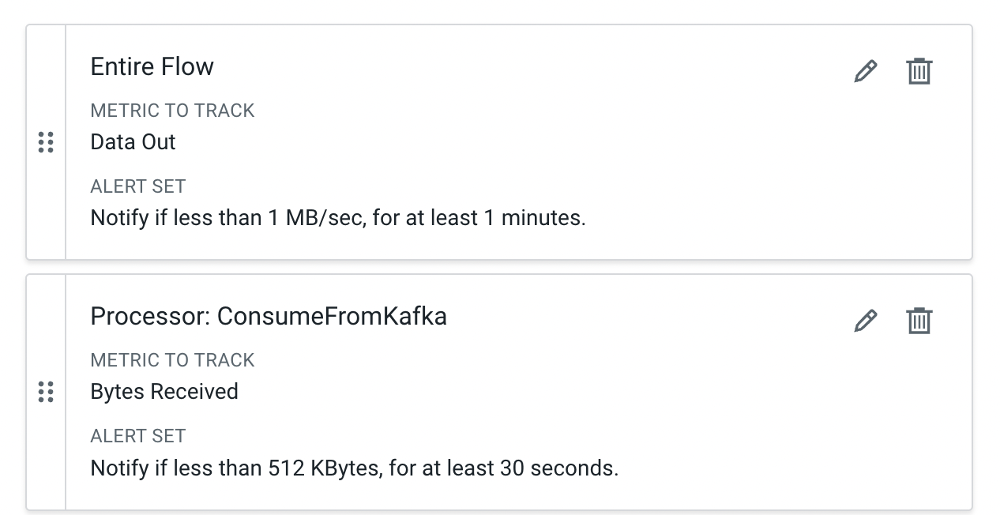 Entire Flow
METRIC TO TRACK
Data Out
ALERT SET
Notify if less than 1 MB/sec, for at least 1 minutes.
Processor: ConsumeFromKafka
METRIC TO TRACK
Bytes Received
ALERT SET
Notify if less than 512 KBytes, for at least 30 seconds.